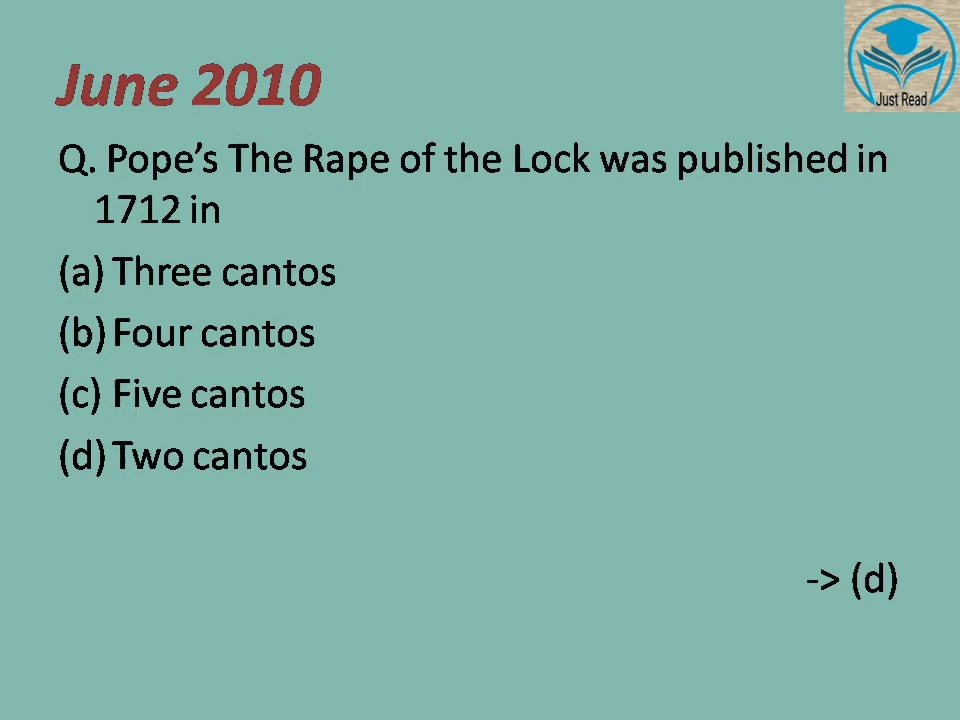 Just Read
June 2010
Q. Pope's The Rape of the Lock was published in
1712 in
(a) Three cantos
(b) Four cantos
(c) Five cantos
(d) Two cantos
-> (d)